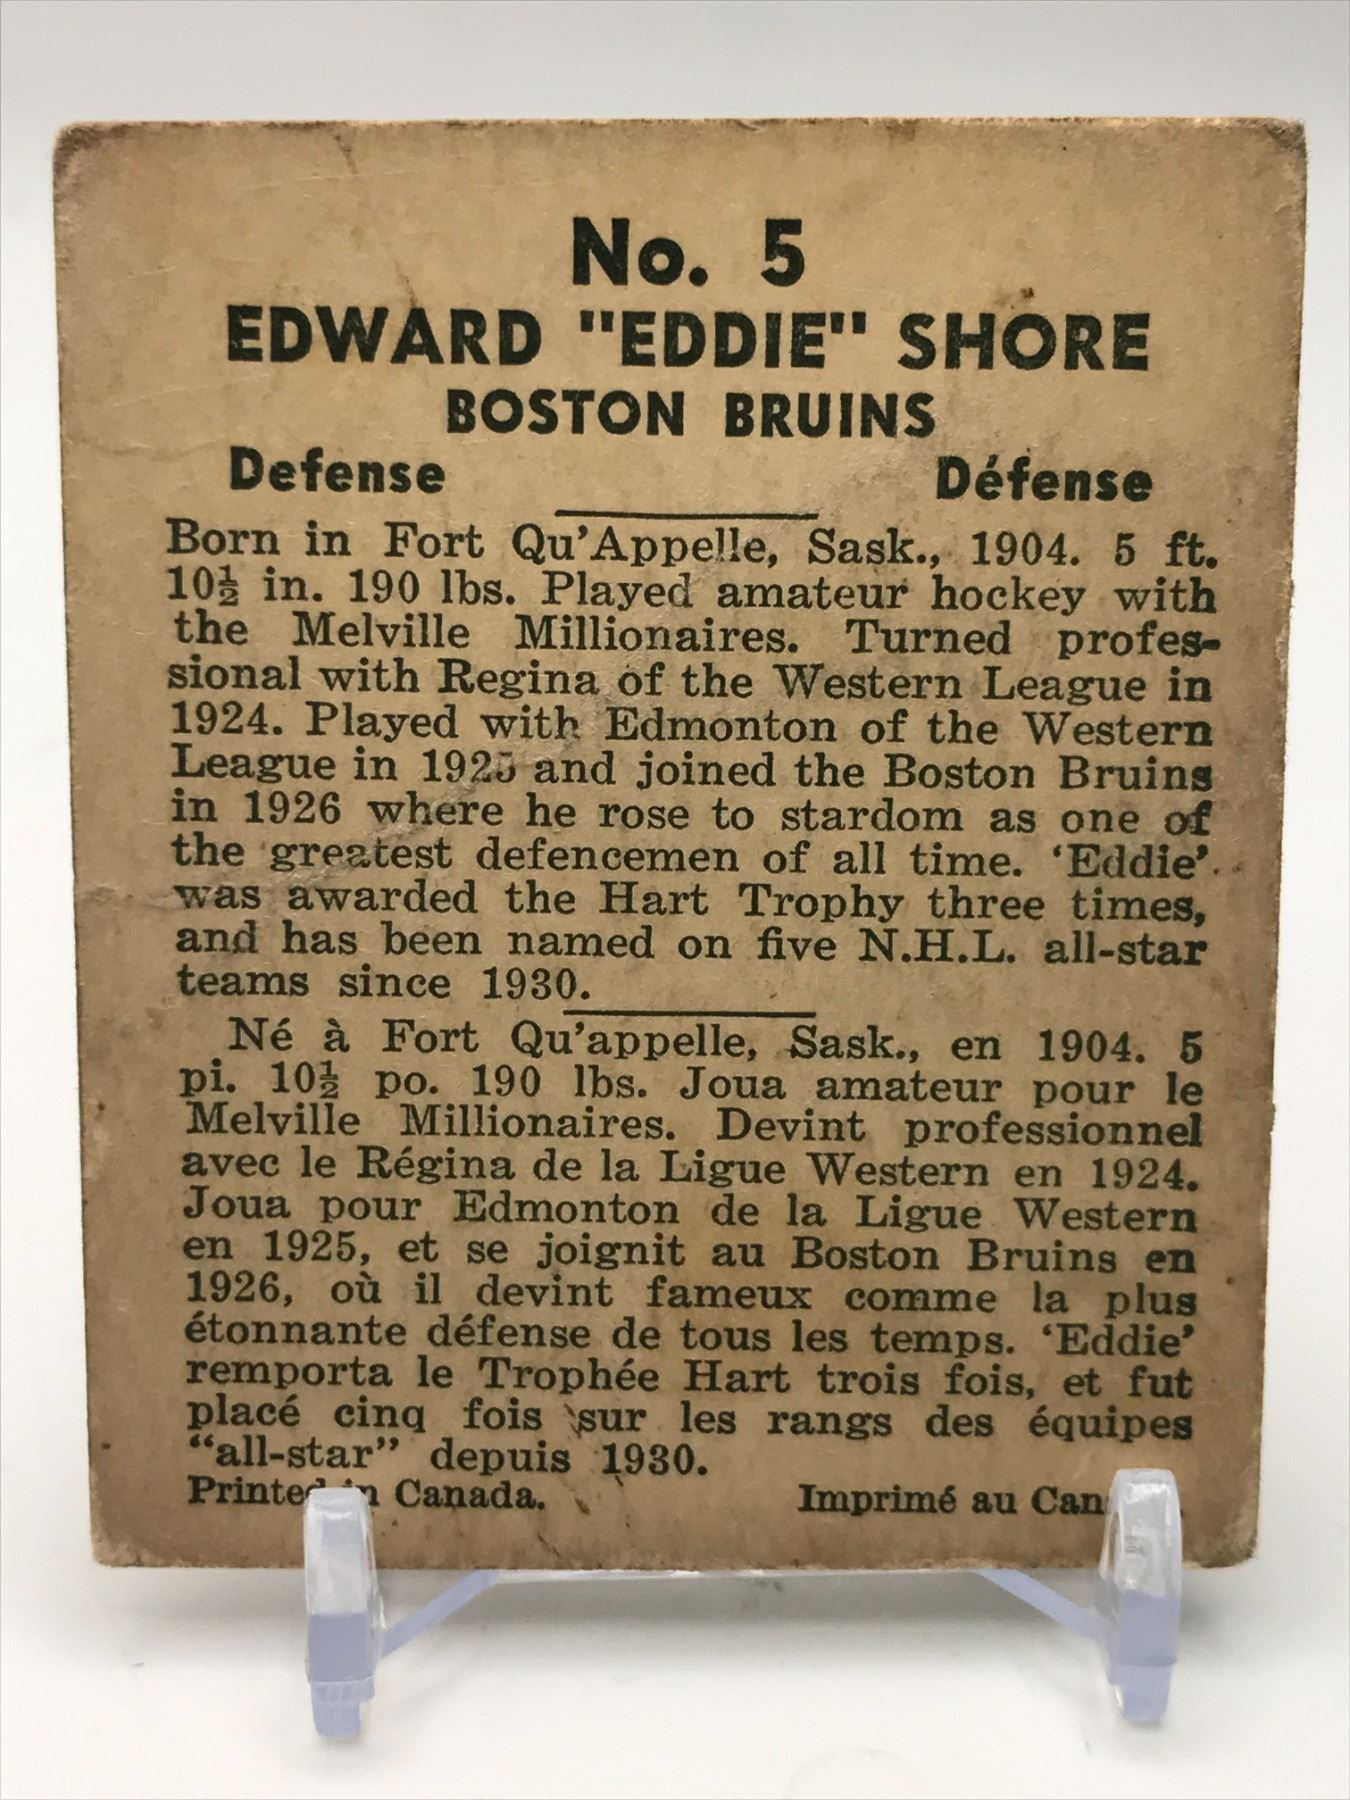 No. 5
EDWARD "EDDIE" SHORE
BOSTON BRUINS
Defense Défense
Born in Fort Qu'Appelle, Sask., 1904. 5 ft.
10½ in. 190 lbs. Played amateur hockey with
the Melville Millionaires. Turned profes-
sional with Regina of the Western League in
1924. Played with Edmonton of the Western
League in 1925 and joined the Boston Bruins
in 1926 where he rose to stardom as one of
the greatest defencemen of all time. 'Eddie'
was awarded the Hart Trophy three times,
and has been named on five N.H.L. all-star
teams since 1930.
Né à Fort Qu'appelle, Sask., en 1904. 5
pi. 10½ po. 190 lbs. Joua amateur pour le
Melville Millionaires. Devint professionnel
avec le Régina de la Ligue Western en 1924.
Joua pour Edmonton de la Ligue Western
en 1925, et se joignit au Boston Bruins en
1926, où il devint fameux comme la plus
étonnante défense de tous les temps. 'Eddie'
remporta le Trophée Hart trois fois, et fut
placé cinq fois sur les rangs des équipes
"all-star" depuis 1930.
Printed in Canada. Imprimé au